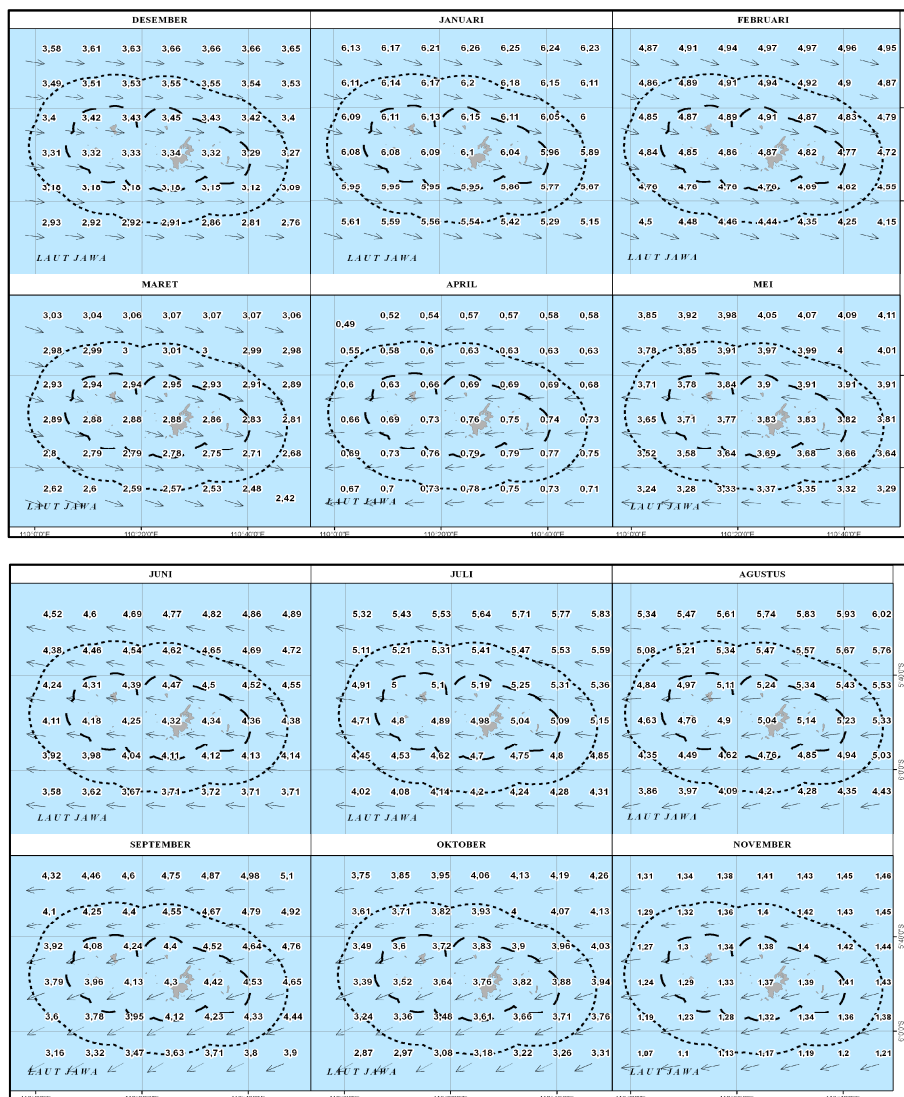 DESEMBER
3,58 3,61 3,63 3,66 3,66 3,66 3,65
3,49 3,51 3,53 3,55 3,55 3,54 3,53
3,4 3,42 3,43 3,45 3,43 3,42 3,4
3,31 3,32 3,33 3,34 3,32 3,29 3,27
3,18 3,18 3,18 3,18 3,15 3,12 3,09
2,93 2,92 2,92 2,91 2,86 2,81 2,76
LAUT JAWA
JANUARI
6,13 6,17 6,21 6,26 6,25 6,24 6,23
6,11 6,14 6,17 6,2 6,18 6,15 6,11
6,09 6,11 6,13 6,15 6,11 6,05 6
6,08 6,08 6,09 6,1 6,04 5,96 5,89
5,95 5,95 5,95 5,95 5,86 5,77 5,67
5,61 5,59 5,56 5,54 5,42 5,29 5,15
LAUT JAWA
FEBRUARI
4,87 4,91 4,94 4,97 4,97 4,96 4,95
4,86 4,89 4,91 4,94 4,92 4,9 4,87
4,85 4,87 4,89 4,91 4,87 4,83 4,79
4,84 4,85 4,86 4,87 4,82 4,77 4,72
4,76 4,76 4,76 4,76 4,69 4,62 4,55
4,5 4,48 4,46 4,44 4,35 4,25 4,15
LAUT JAWA
MARET
3,03 3,04 3,06 3,07 3,07 3,07 3,06
2,98 2,99 3 3,01 3 2,99 2,98
2,93 2,94 2,94 2,95 2,93 2,91 2,89
2,89 2,88 2,88 2,88 2,86 2,83 2,81
2,8 2,79 2,79 2,78 2,75 2,71 2,68
2,62 2,6 2,59 2,57 2,53 2,48 2,42
LAUT JAWA
110°0'0"E 110°20'0"E 110°40'0"E
APRIL
0,49 0,52 0,54 0,57 0,57 0,58 0,58
0,55 0,58 0,6 0,63 0,63 0,63 0,63
0,6 0,63 0,66 0,69 0,69 0,69 0,68
0,66 0,69 0,73 0,76 0,75 0,74 0,73
0,69 0,73 0,76 0,79 0,79 0,77 0,75
0,67 0,7 0,73 0,78 0,75 0,73 0,71
LAUT JAWA
110°0'0"E 110°20'0"E 110°40'0"E
MEI
3,85 3,92 3,98 4,05 4,07 4,09 4,11
3,78 3,85 3,91 3,97 3,99 4 4,01
3,71 3,78 3,84 3,9 3,91 3,91 3,91
3,65 3,71 3,77 3,83 3,83 3,82 3,81
3,52 3,58 3,64 3,69 3,68 3,66 3,64
3,24 3,28 3,33 3,37 3,35 3,32 3,29
LAUT JAWA
110°0'0"E 110°20'0"E 110°40'0"E
JUNI
4,52 4,6 4,69 4,77 4,82 4,86 4,89
4,38 4,46 4,54 4,62 4,65 4,69 4,72
4,24 4,31 4,39 4,47 4,5 4,52 4,55
4,11 4,18 4,25 4,32 4,34 4,36 4,38
3,92 3,98 4,04 4,11 4,12 4,13 4,14
3,58 3,62 3,67 3,71 3,72 3,71 3,71
LAUT JAWA
JULI
5,32 5,43 5,53 5,64 5,71 5,77 5,83
5,11 5,21 5,31 5,41 5,47 5,53 5,59
4,91 5 5,1 5,19 5,25 5,31 5,36
4,71 4,8 4,89 4,98 5,04 5,09 5,15
4,45 4,53 4,62 4,7 4,75 4,8 4,85
4,02 4,08 4,14 4,2 4,24 4,28 4,31
LAUT JAWA
AGUSTUS
5,34 5,47 5,61 5,74 5,83 5,93 6,02
5,08 5,21 5,34 5,47 5,57 5,67 5,76
4,84 4,97 5,11 5,24 5,34 5,43 5,53
4,63 4,76 4,9 5,04 5,14 5,23 5,33
4,35 4,49 4,62 4,76 4,85 4,94 5,03
3,86 3,97 4,09 4,2 4,28 4,35 4,43
LAUT JAWA
5°40'0"S
6°0'0"S
SEPTEMBER
4,32 4,46 4,6 4,75 4,87 4,98 5,1
4,1 4,25 4,4 4,55 4,67 4,79 4,92
3,92 4,08 4,24 4,4 4,52 4,64 4,76
3,79 3,96 4,13 4,3 4,42 4,53 4,65
3,6 3,78 3,95 4,12 4,23 4,33 4,44
3,16 3,32 3,47 3,63 3,71 3,8 3,9
LAUT JAWA
OKTOBER
3,75 3,85 3,95 4,06 4,13 4,19 4,26
3,61 3,71 3,82 3,93 4 4,07 4,13
3,49 3,6 3,72 3,83 3,9 3,96 4,03
3,39 3,52 3,64 3,76 3,82 3,88 3,94
3,24 3,36 3,48 3,61 3,66 3,71 3,76
2,87 2,97 3,08 3,18 3,22 3,26 3,31
LAUT JAWA
NOVEMBER
1,31 1,34 1,38 1,41 1,43 1,45 1,46
1,29 1,32 1,36 1,4 1,42 1,43 1,45
1,27 1,3 1,34 1,38 1,4 1,42 1,44
1,24 1,29 1,33 1,37 1,39 1,41 1,43
1,19 1,23 1,28 1,32 1,34 1,36 1,38
1,07 1,1 1,13 1,17 1,19 1,2 1,21
LAUT JAWA
5°40'0"S
6°0'0"S